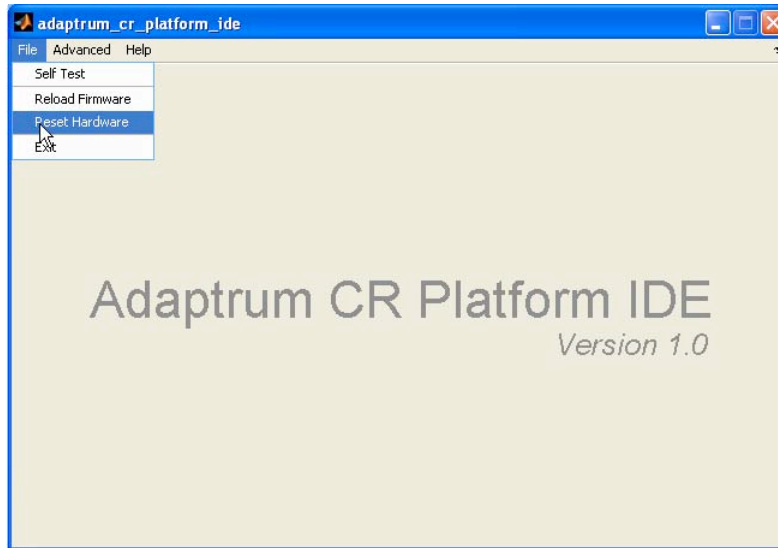 adaptrum_cr_platform_ide
File Advanced Help
Self Test
Reload Firmware
Reset Hardware
Exit
Adaptrum CR Platform IDE
Version 1.0